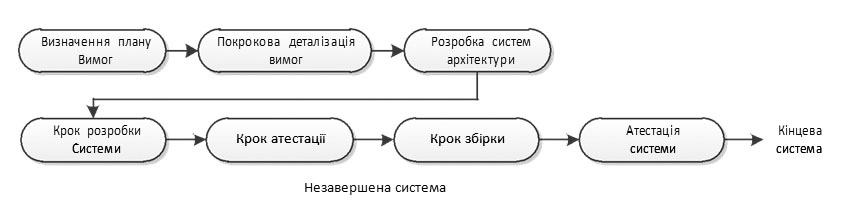 Визначення плану
Вимог
Покрокова деталізація
вимог
Розробка систем
архітектури
Крок розробки
Системи
Крок атестації
Крок збірки
Атестація
системи
Кінцева
система
Незавершена система